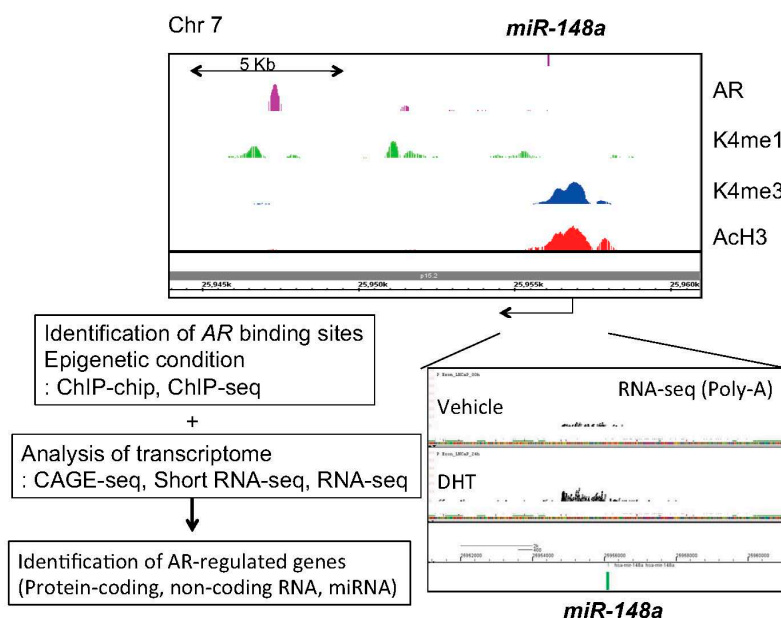 Chr 7
miR-148a
5 Kb
AR
K4me1
K4me3
AcH3
p15.2
25,945k 25,950k 25,955k 25,960k
Identification of AR binding sites
Epigenetic condition
: ChIP-chip, ChIP-seq
+
Analysis of transcriptome
: CAGE-seq, Short RNA-seq, RNA-seq
Identification of AR-regulated genes
(Protein-coding, non-coding RNA, miRNA)
RNA-seq (Poly-A)
Vehicle
DHT
miR-148a